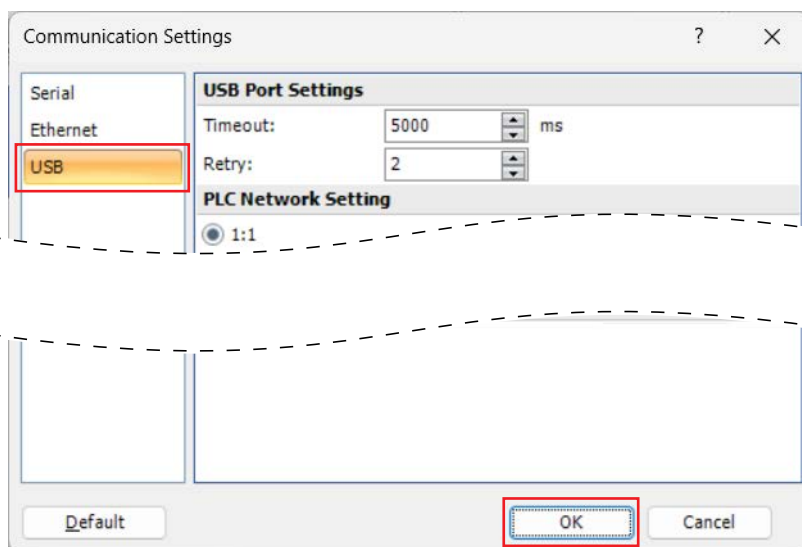 Communication Settings ? ×
Serial
Ethernet
USB
USB Port Settings
Timeout: 5000 ms
Retry: 2
PLC Network Setting
1:1
Default OK Cancel